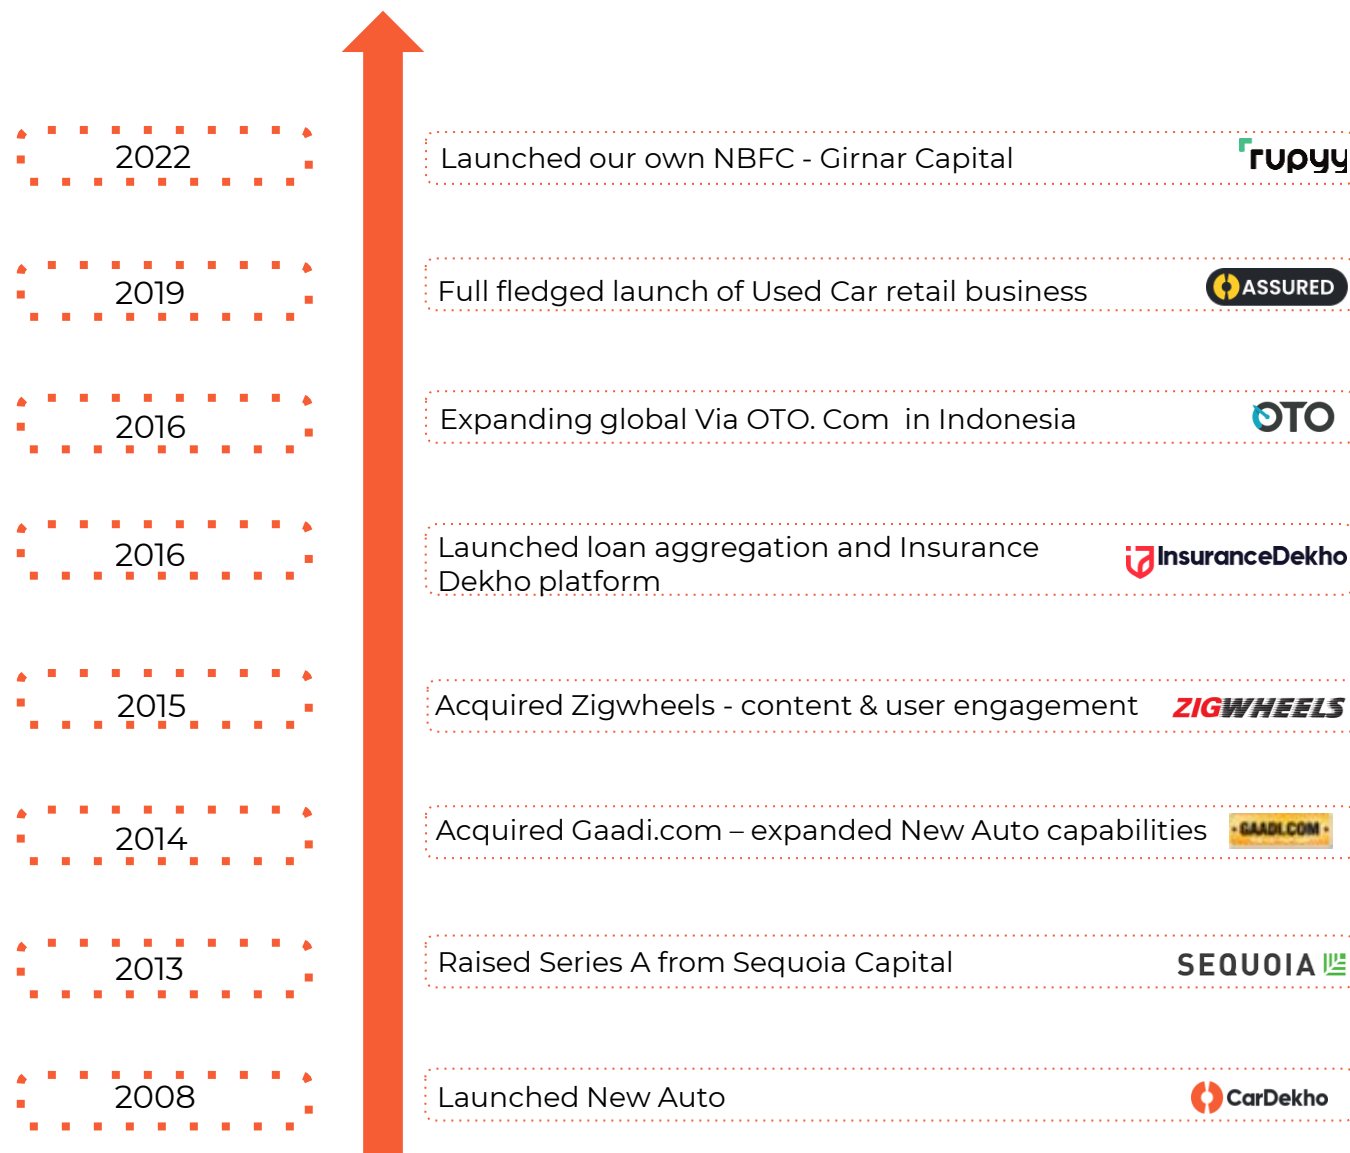 2022
Launched our own NBFC - Girnar Capital
rupyy
2019
Full fledged launch of Used Car retail business
ASSURED
2016
Expanding global Via OTO. Com  in Indonesia
OTO
2016
Launched loan aggregation and Insurance
Dekho platform
InsuranceDekho
2015
Acquired Zigwheels - content & user engagement
ZIGWHEELS
2014
Acquired Gaadi.com – expanded New Auto capabilities
GAADI.COM
2013
Raised Series A from Sequoia Capital
SEQUOIA
2008
Launched New Auto
CarDekho